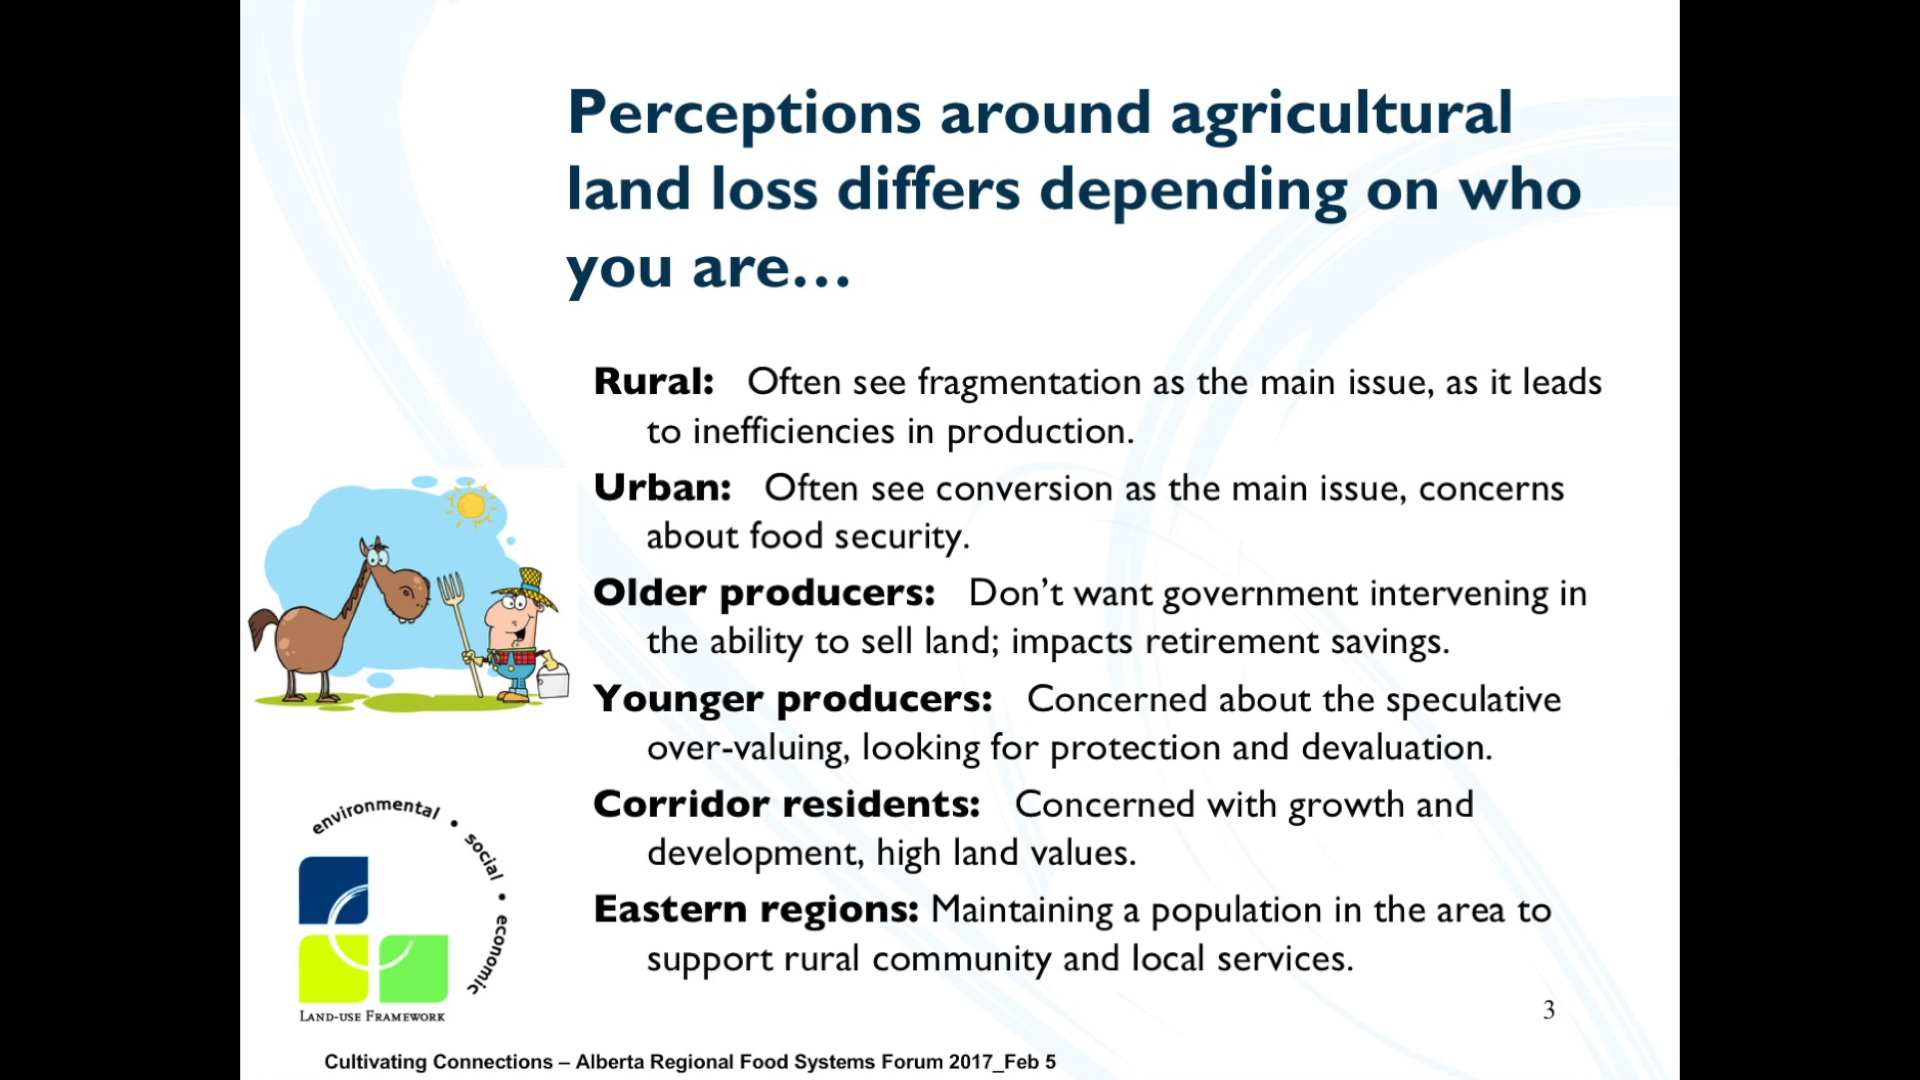 Perceptions around agricultural
land loss differs depending on who
you are…
Rural: Often see fragmentation as the main issue, as it leads
to inefficiencies in production.
Urban: Often see conversion as the main issue, concerns
about food security.
Older producers: Don’t want government intervening in
the ability to sell land; impacts retirement savings.
Younger producers: Concerned about the speculative
over-valuing, looking for protection and devaluation.
Corridor residents: Concerned with growth and
development, high land values.
Eastern regions: Maintaining a population in the area to
support rural community and local services.
environmental • social • economic
LAND-USE FRAMEWORK
3
Cultivating Connections – Alberta Regional Food Systems Forum 2017_Feb 5